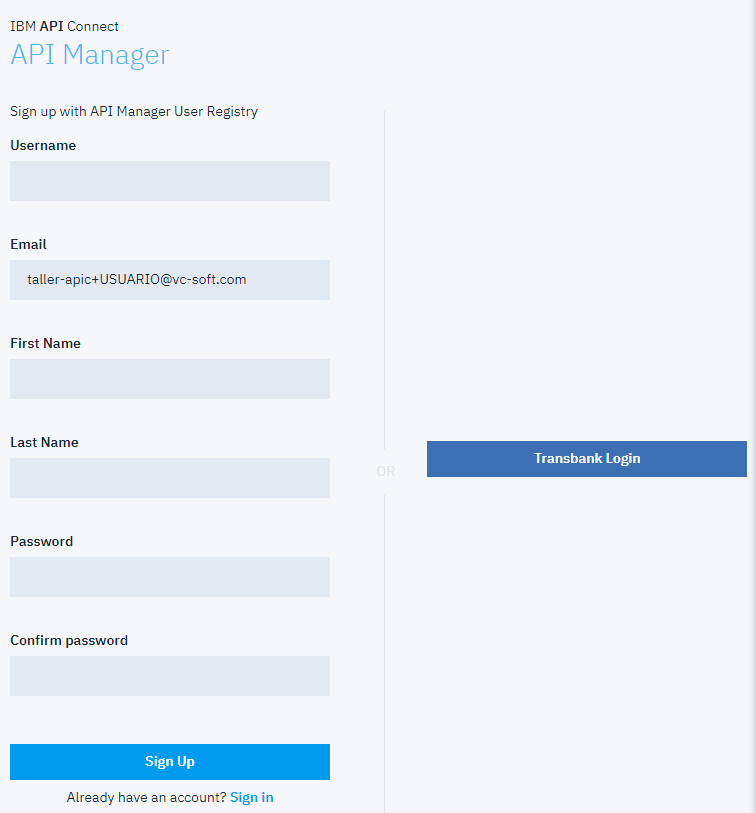 IBM API Connect
API Manager
Sign up with API Manager User Registry
Username
Email
taller-apic+USUARIO@vc-soft.com
First Name
Last Name
Password
Confirm password
Sign Up
Already have an account? Sign in
OR
Transbank Login